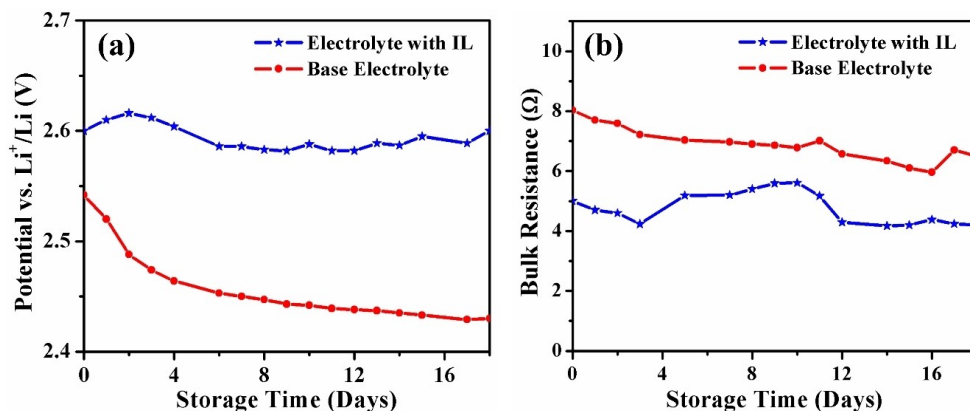 (a)
Electrolyte with IL
Base Electrolyte
Potential vs. Li⁺/Li (V)
2.7
2.6
2.5
2.4
0 4 8 12 16
Storage Time (Days)
(b)
Electrolyte with IL
Base Electrolyte
Bulk Resistance (Ω)
10
8
6
4
2
0
0 4 8 12 16
Storage Time (Days)